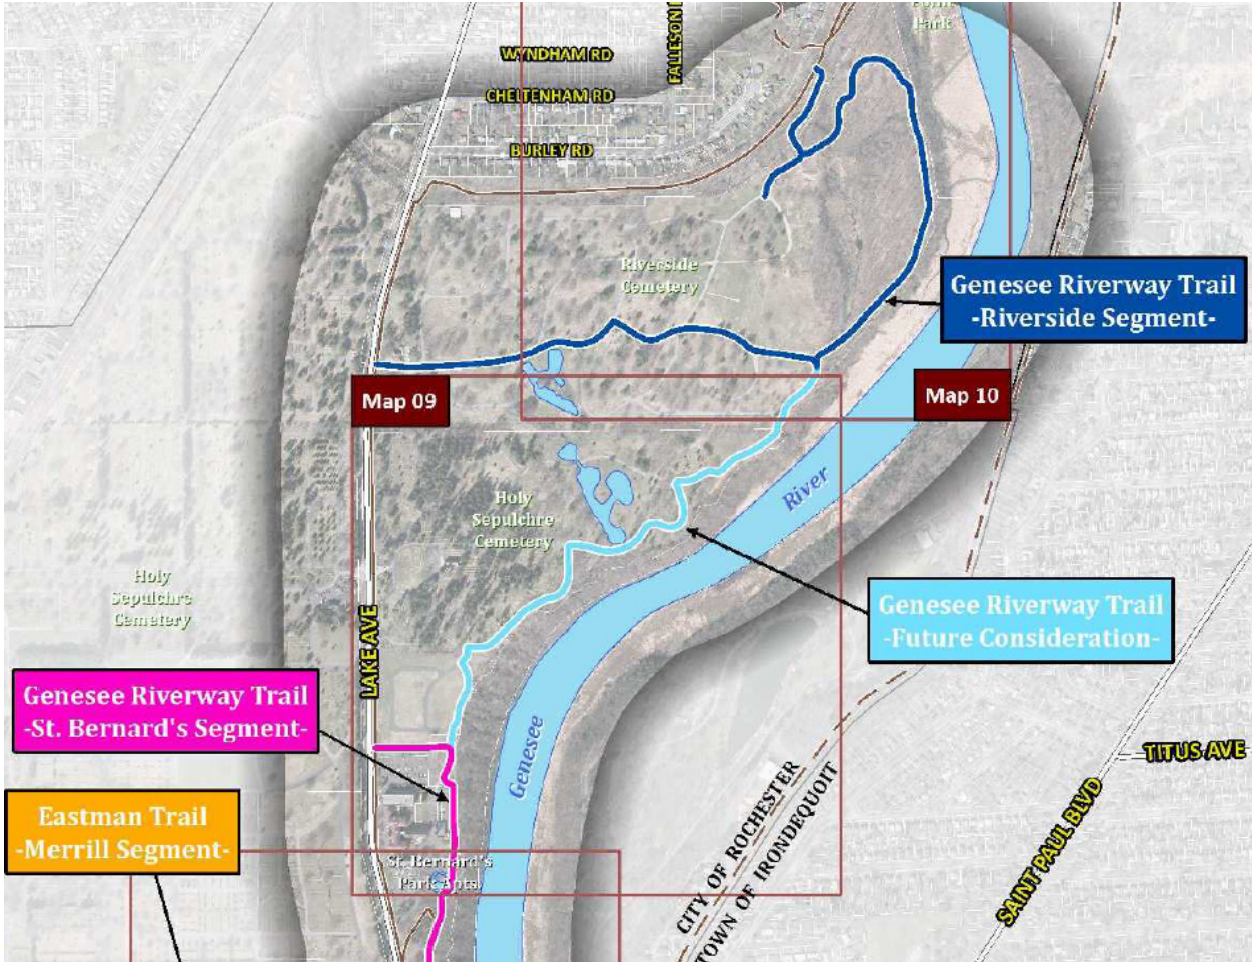 Point
Park
WYNDHAM RD
FALLESON
CHELTENHAM RD
BURLEY RD
Riverside
Cemetery
Genesee Riverway Trail
-Riverside Segment-
Map 09
Map 10
River
Holy
Sepulchre
Cemetery
Holy
Sepulchre
Cemetery
Genesee Riverway Trail
-Future Consideration-
LAKE AVE
Genesee Riverway Trail
-St. Bernard's Segment-
Genesee
TITUS AVE
Eastman Trail
-Merrill Segment-
CITY OF ROCHESTER
TOWN OF IRONDEQUOIT
SAINT PAUL BLVD
St. Bernard's
Park Apts